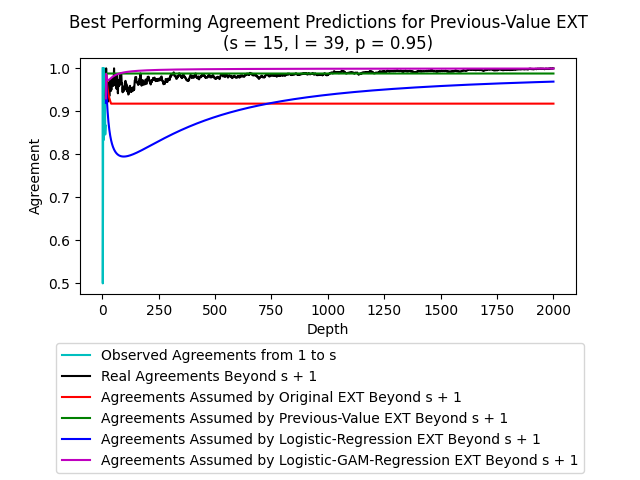 Best Performing Agreement Predictions for Previous-Value EXT
(s = 15, l = 39, p = 0.95)
1.0
0.9
0.8
0.7
0.6
0.5
Agreement
0 250 500 750 1000 1250 1500 1750 2000
Depth
Observed Agreements from 1 to s
Real Agreements Beyond s + 1
Agreements Assumed by Original EXT Beyond s + 1
Agreements Assumed by Previous-Value EXT Beyond s + 1
Agreements Assumed by Logistic-Regression EXT Beyond s + 1
Agreements Assumed by Logistic-GAM-Regression EXT Beyond s + 1